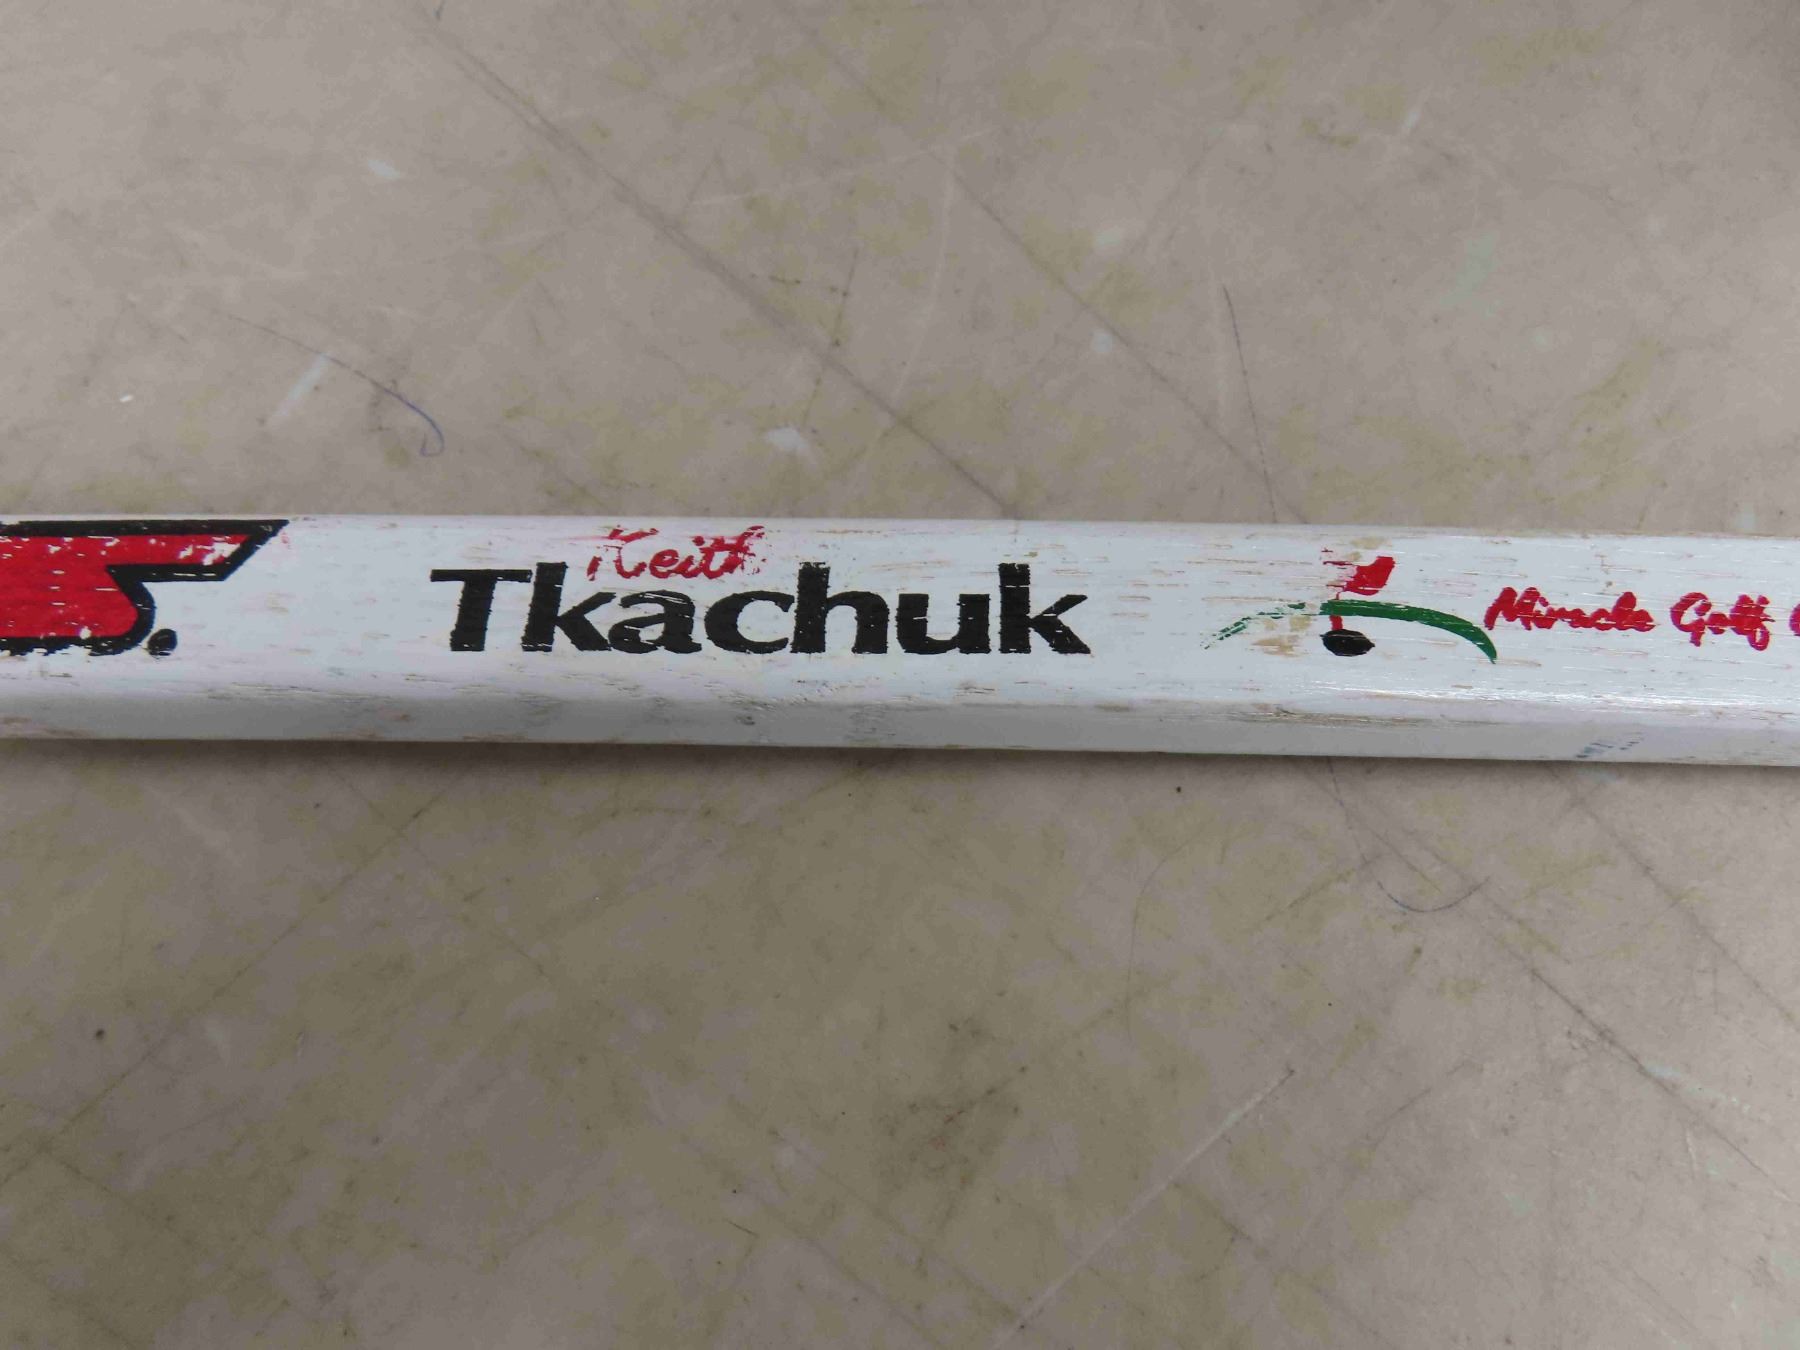 Keith
Tkachuk
Miracle Golf